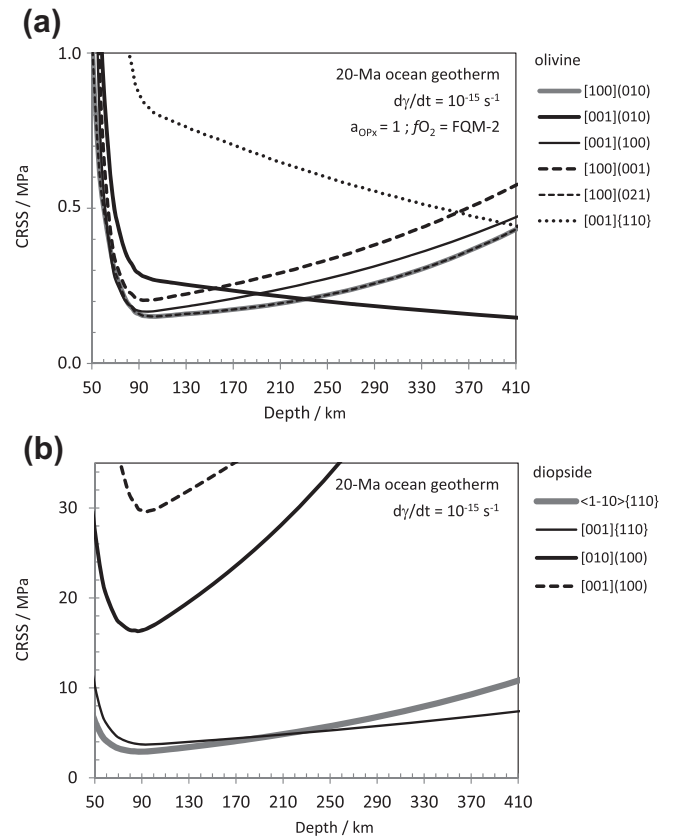 (a)
1.0
0.5
0.0
CRSS / MPa
20-Ma ocean geotherm
dγ/dt = 10⁻¹⁵ s⁻¹
aOPx = 1 ; fO₂ = FQM-2
50 90 130 170 210 250 290 330 370 410
Depth / km
olivine
[100](010)
[001](010)
[001](100)
[100](001)
[100](021)
[001]{110}
(b)
30
20
10
0
CRSS / MPa
20-Ma ocean geotherm
dγ/dt = 10⁻¹⁵ s⁻¹
50 90 130 170 210 250 290 330 370 410
Depth / km
diopside
<1-10>{110}
[001]{110}
[010](100)
[001](100)